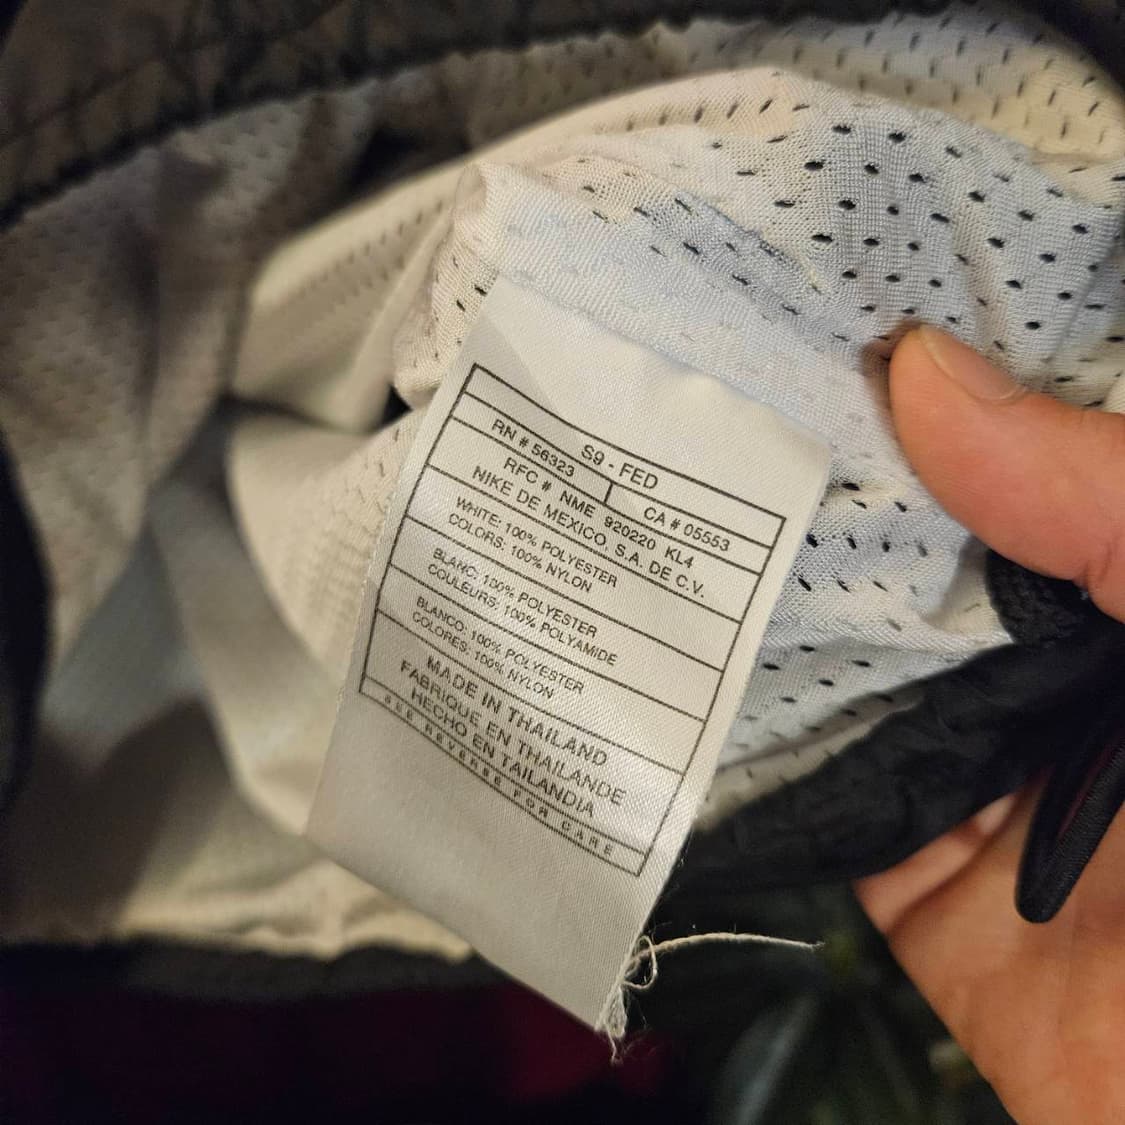 S9 - FED
RN # 56323 CA # 05553
RFC # NME 920220 KL4
NIKE DE MEXICO, S.A. DE C.V.
WHITE: 100% POLYESTER
COLORS: 100% NYLON
BLANC: 100% POLYESTER
COULEURS: 100% POLYAMIDE
BLANCO: 100% POLYESTER
COLORES: 100% NYLON
MADE IN THAILAND
FABRIQUE EN THAILANDE
HECHO EN TAILANDIA
SEE REVERSE FOR CARE